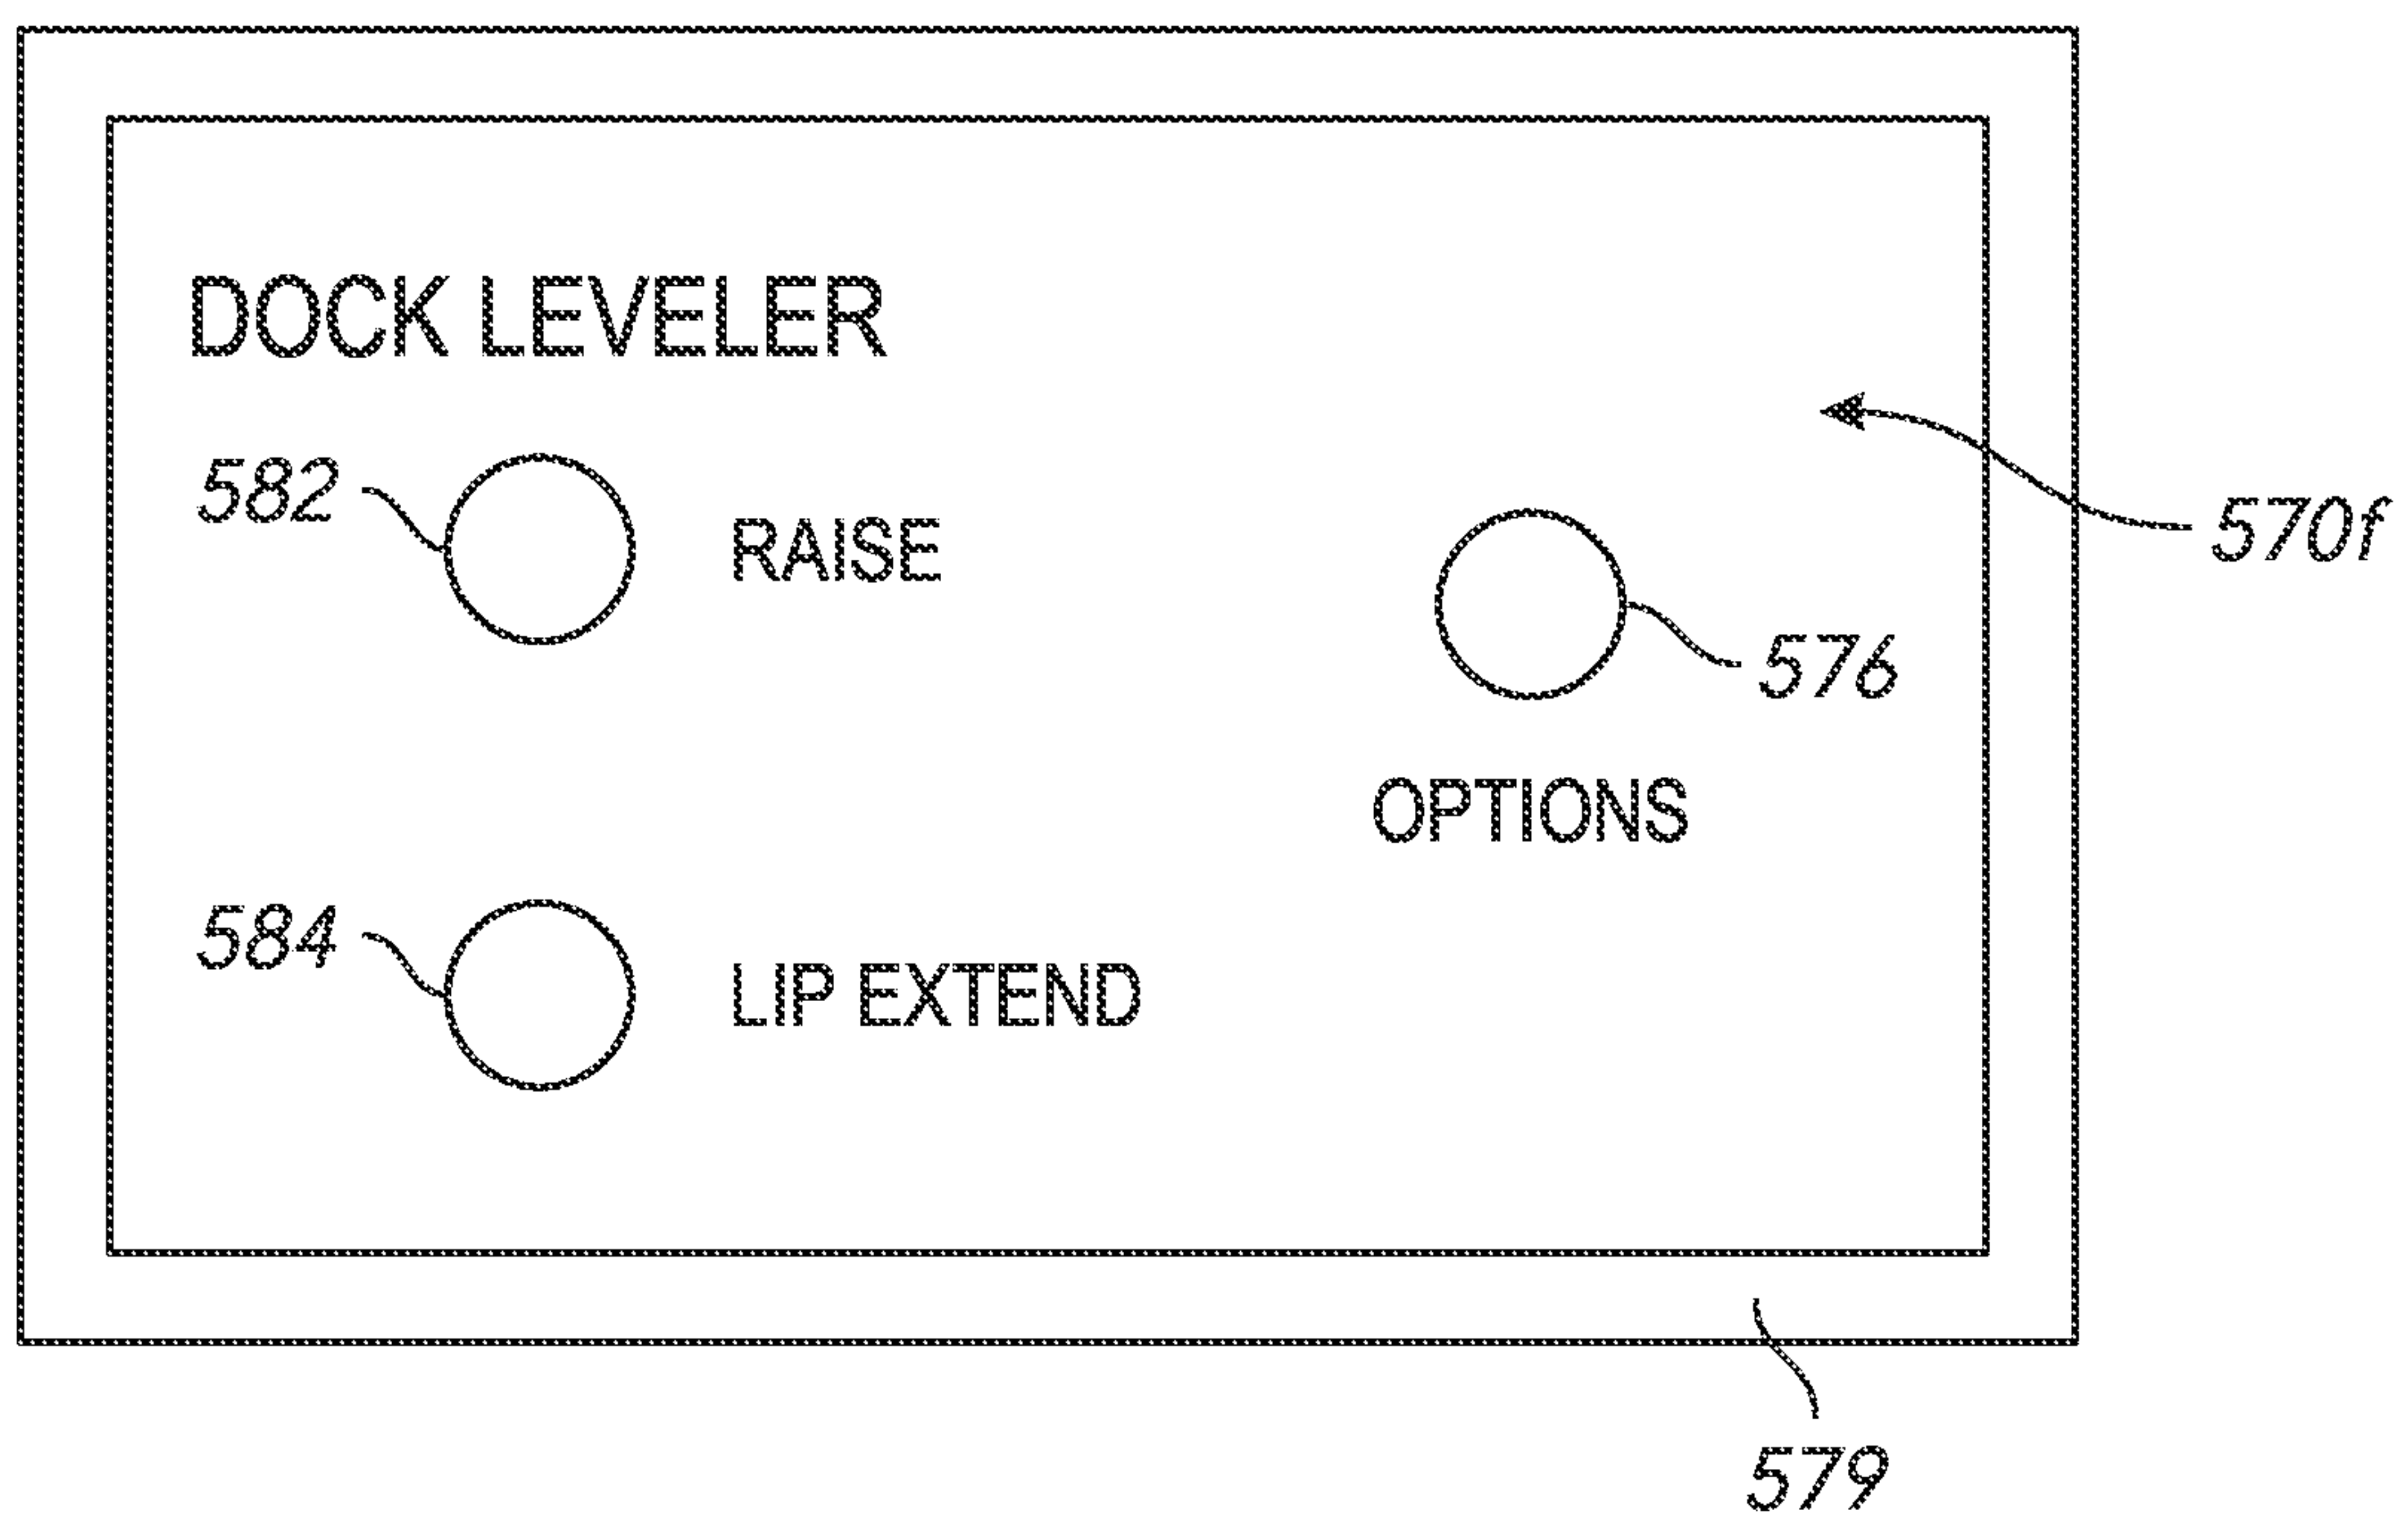 DOCK LEVELER
582
RAISE
570f
576
OPTIONS
584
LIP EXTEND
579